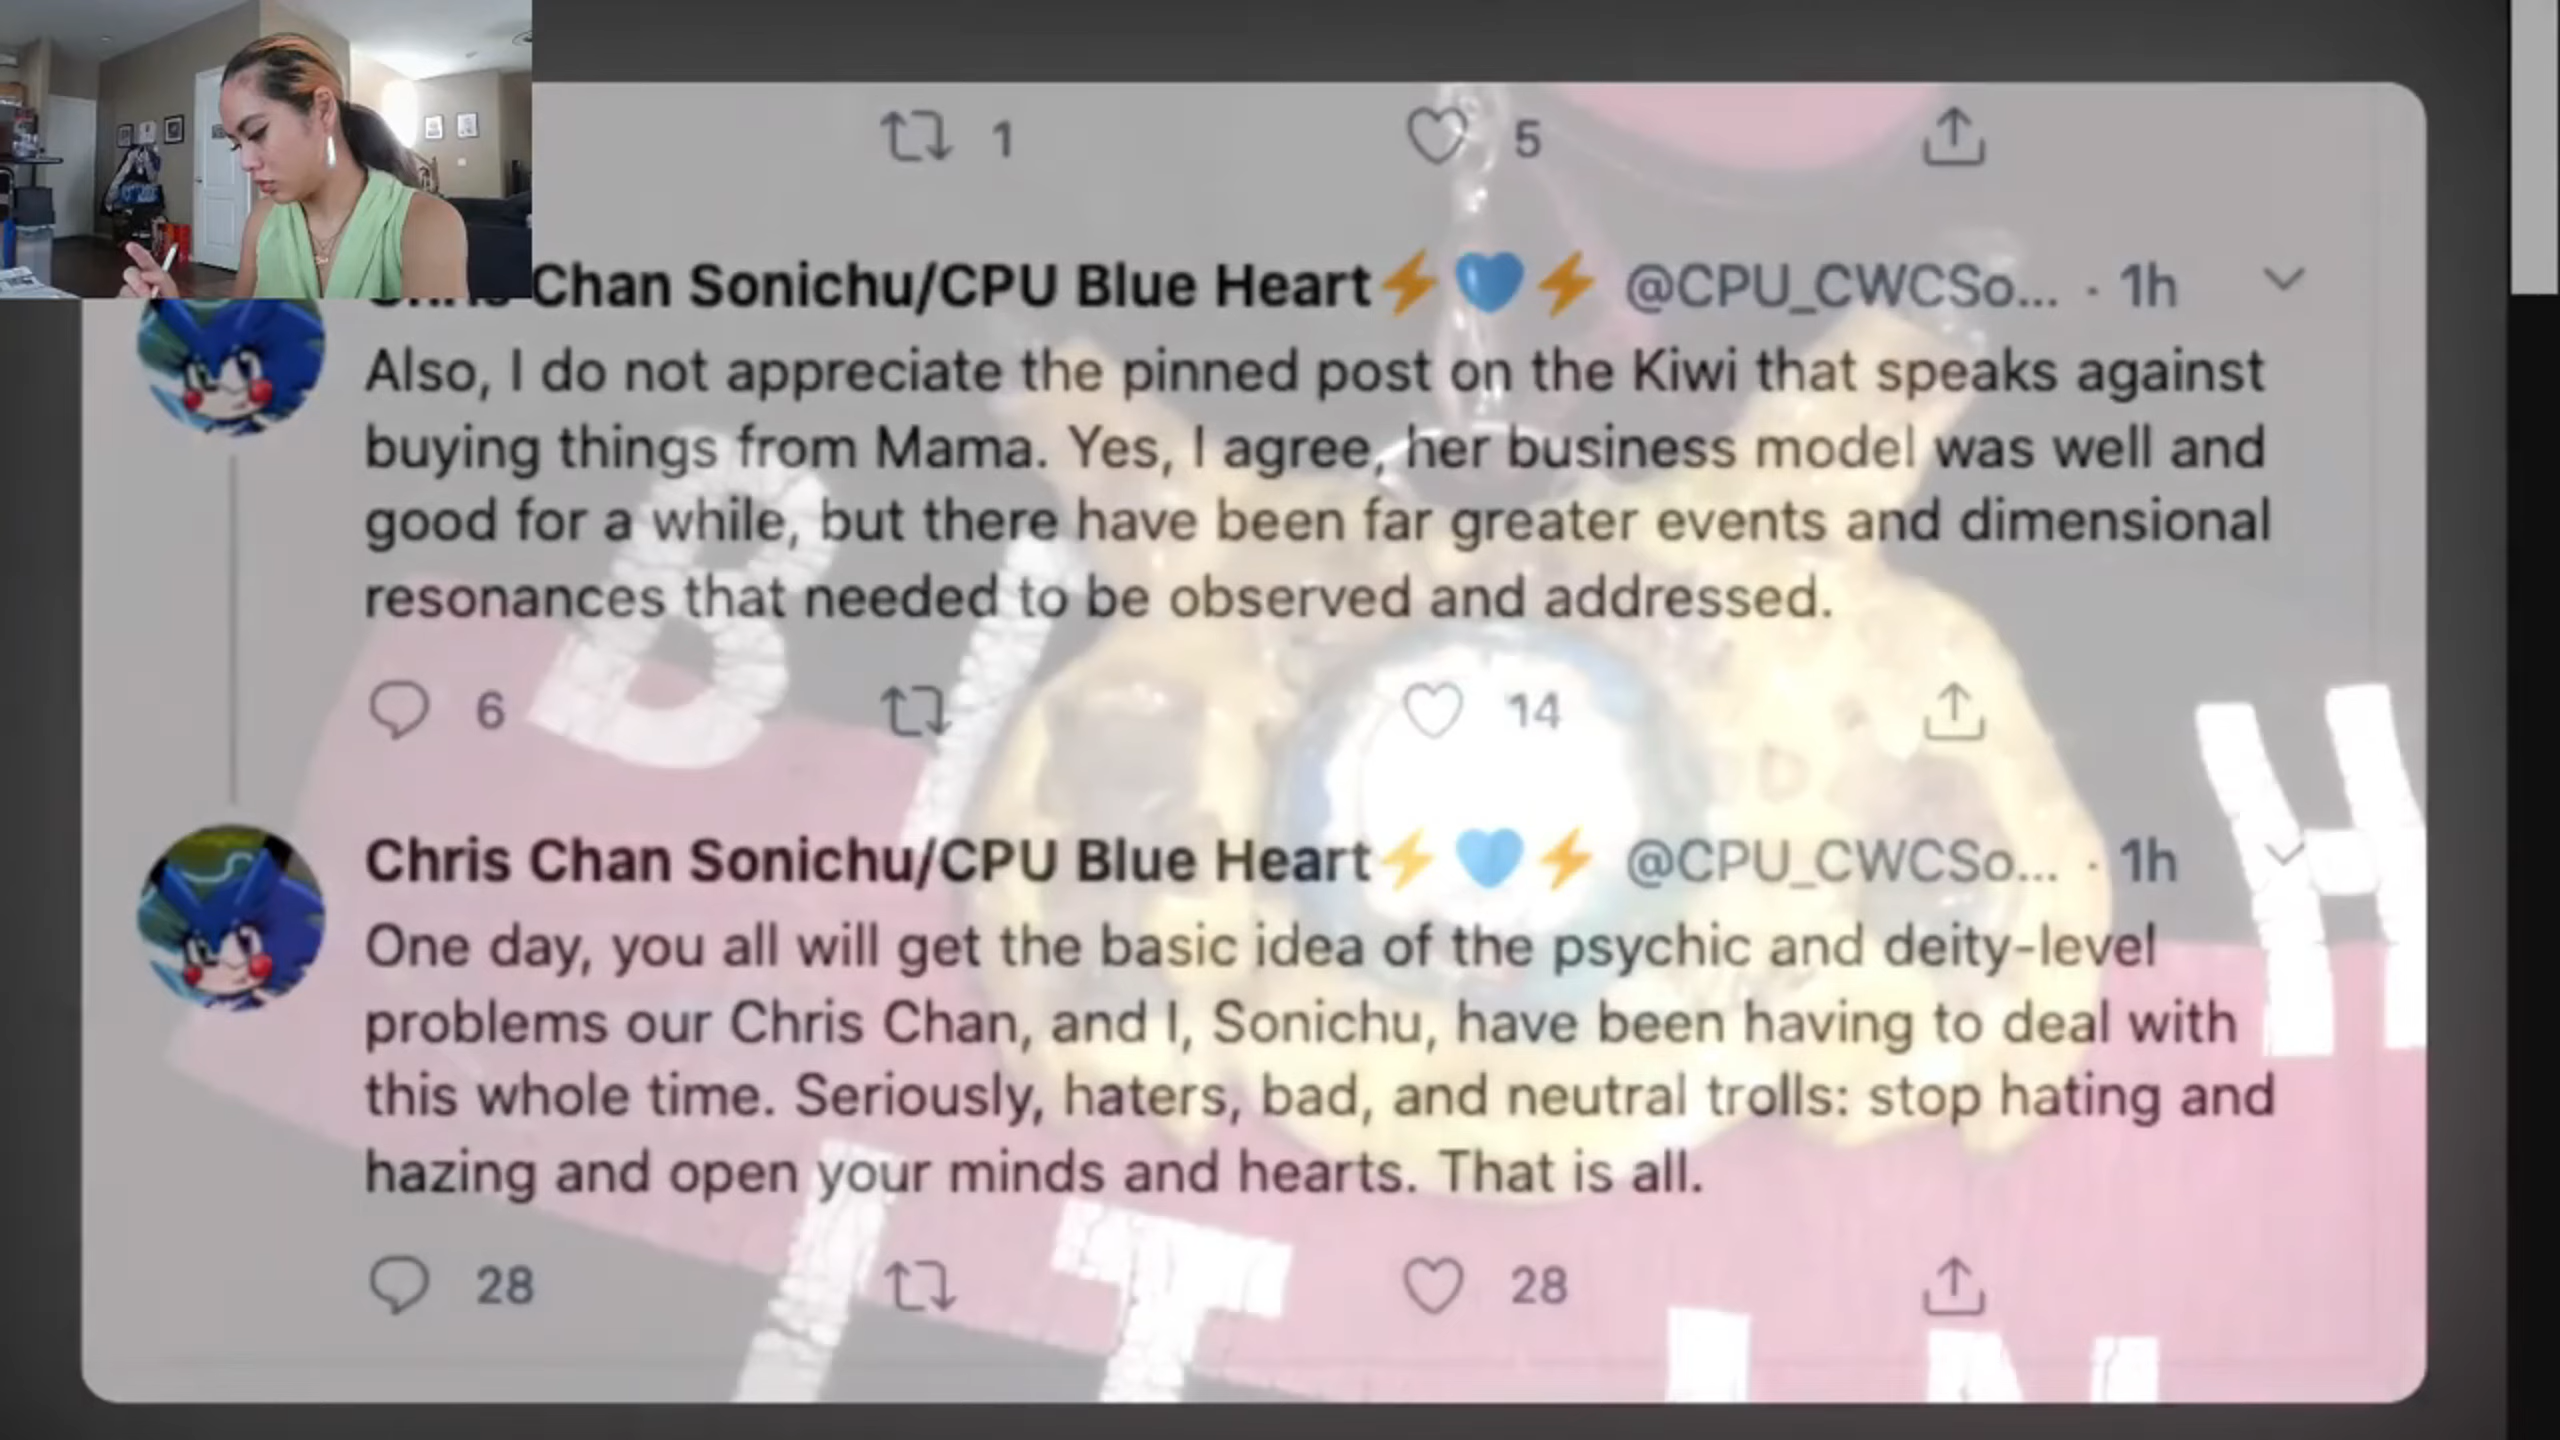 1
5
Chan Sonichu/CPU Blue Heart⚡💙⚡ @CPU_CWCSo... · 1h
Also, I do not appreciate the pinned post on the Kiwi that speaks against
buying things from Mama. Yes, I agree, her business model was well and
good for a while, but there have been far greater events and dimensional
resonances that needed to be observed and addressed.
6
14
Chris Chan Sonichu/CPU Blue Heart⚡💙⚡ @CPU_CWCSo... · 1h
One day, you all will get the basic idea of the psychic and deity-level
problems our Chris Chan, and I, Sonichu, have been having to deal with
this whole time. Seriously, haters, bad, and neutral trolls: stop hating and
hazing and open your minds and hearts. That is all.
28
28